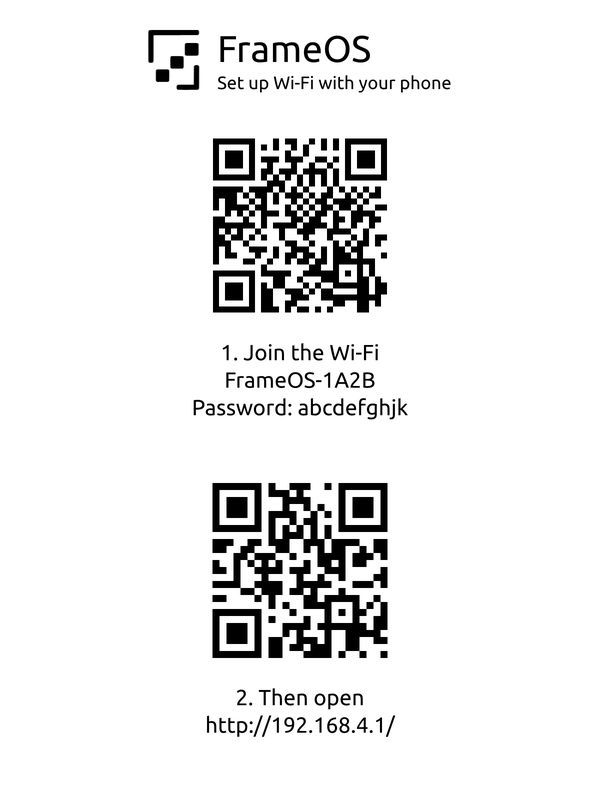 FrameOS
Set up Wi-Fi with your phone
1. Join the Wi-Fi
FrameOS-1A2B
Password: abcdefghjk
2. Then open
http://192.168.4.1/